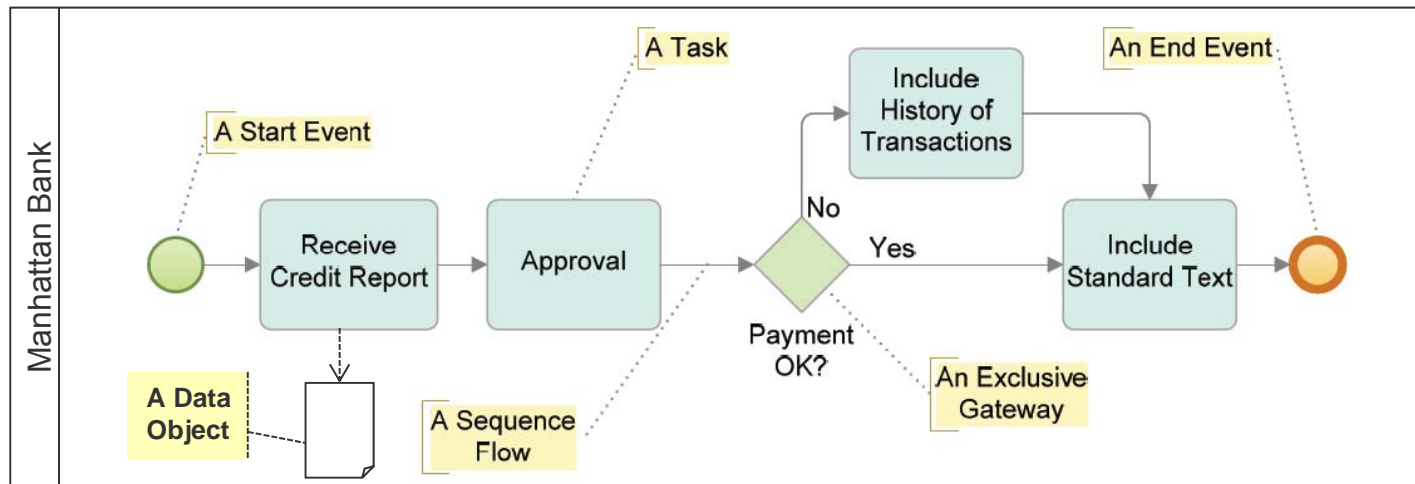 Manhattan Bank
A Start Event
A Task
An End Event
Include
History of
Transactions
No
Yes
Receive
Credit Report
Approval
Include
Standard Text
Payment
OK?
A Data
Object
A Sequence
Flow
An Exclusive
Gateway